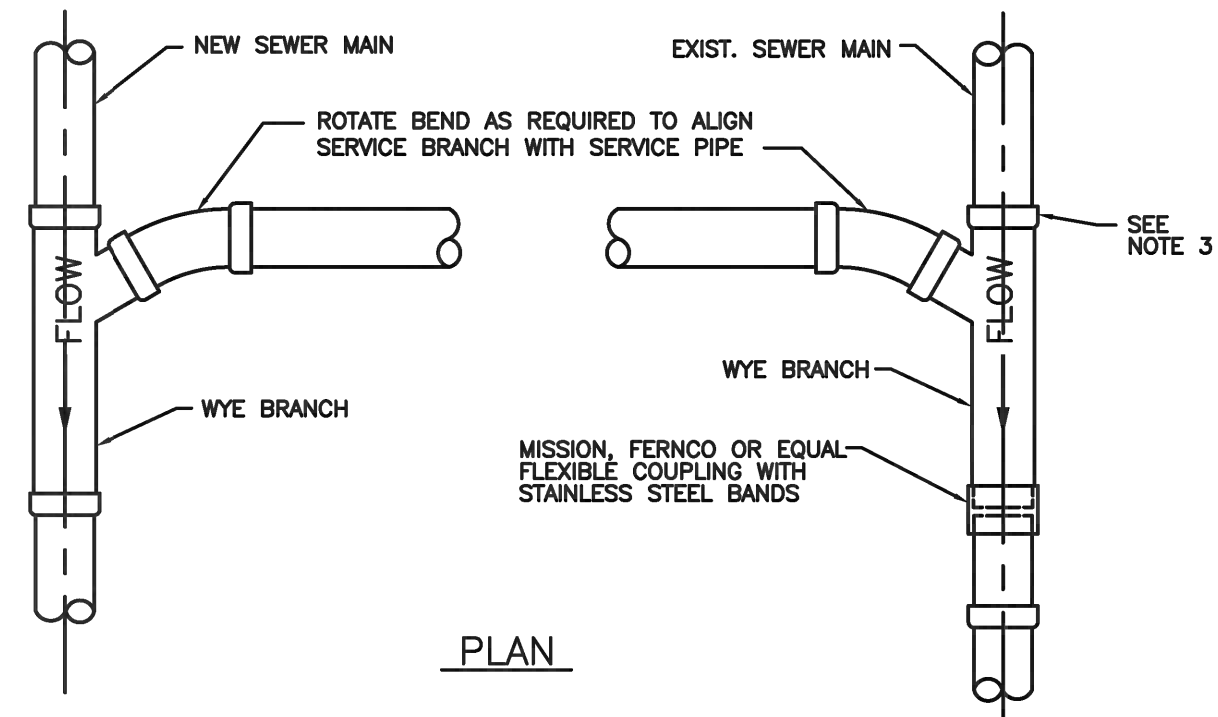 NEW SEWER MAIN
EXIST. SEWER MAIN
ROTATE BEND AS REQUIRED TO ALIGN
SERVICE BRANCH WITH SERVICE PIPE
SEE
NOTE 3
FLOW
FLOW
WYE BRANCH
WYE BRANCH
MISSION, FERNCO OR EQUAL
FLEXIBLE COUPLING WITH
STAINLESS STEEL BANDS
PLAN